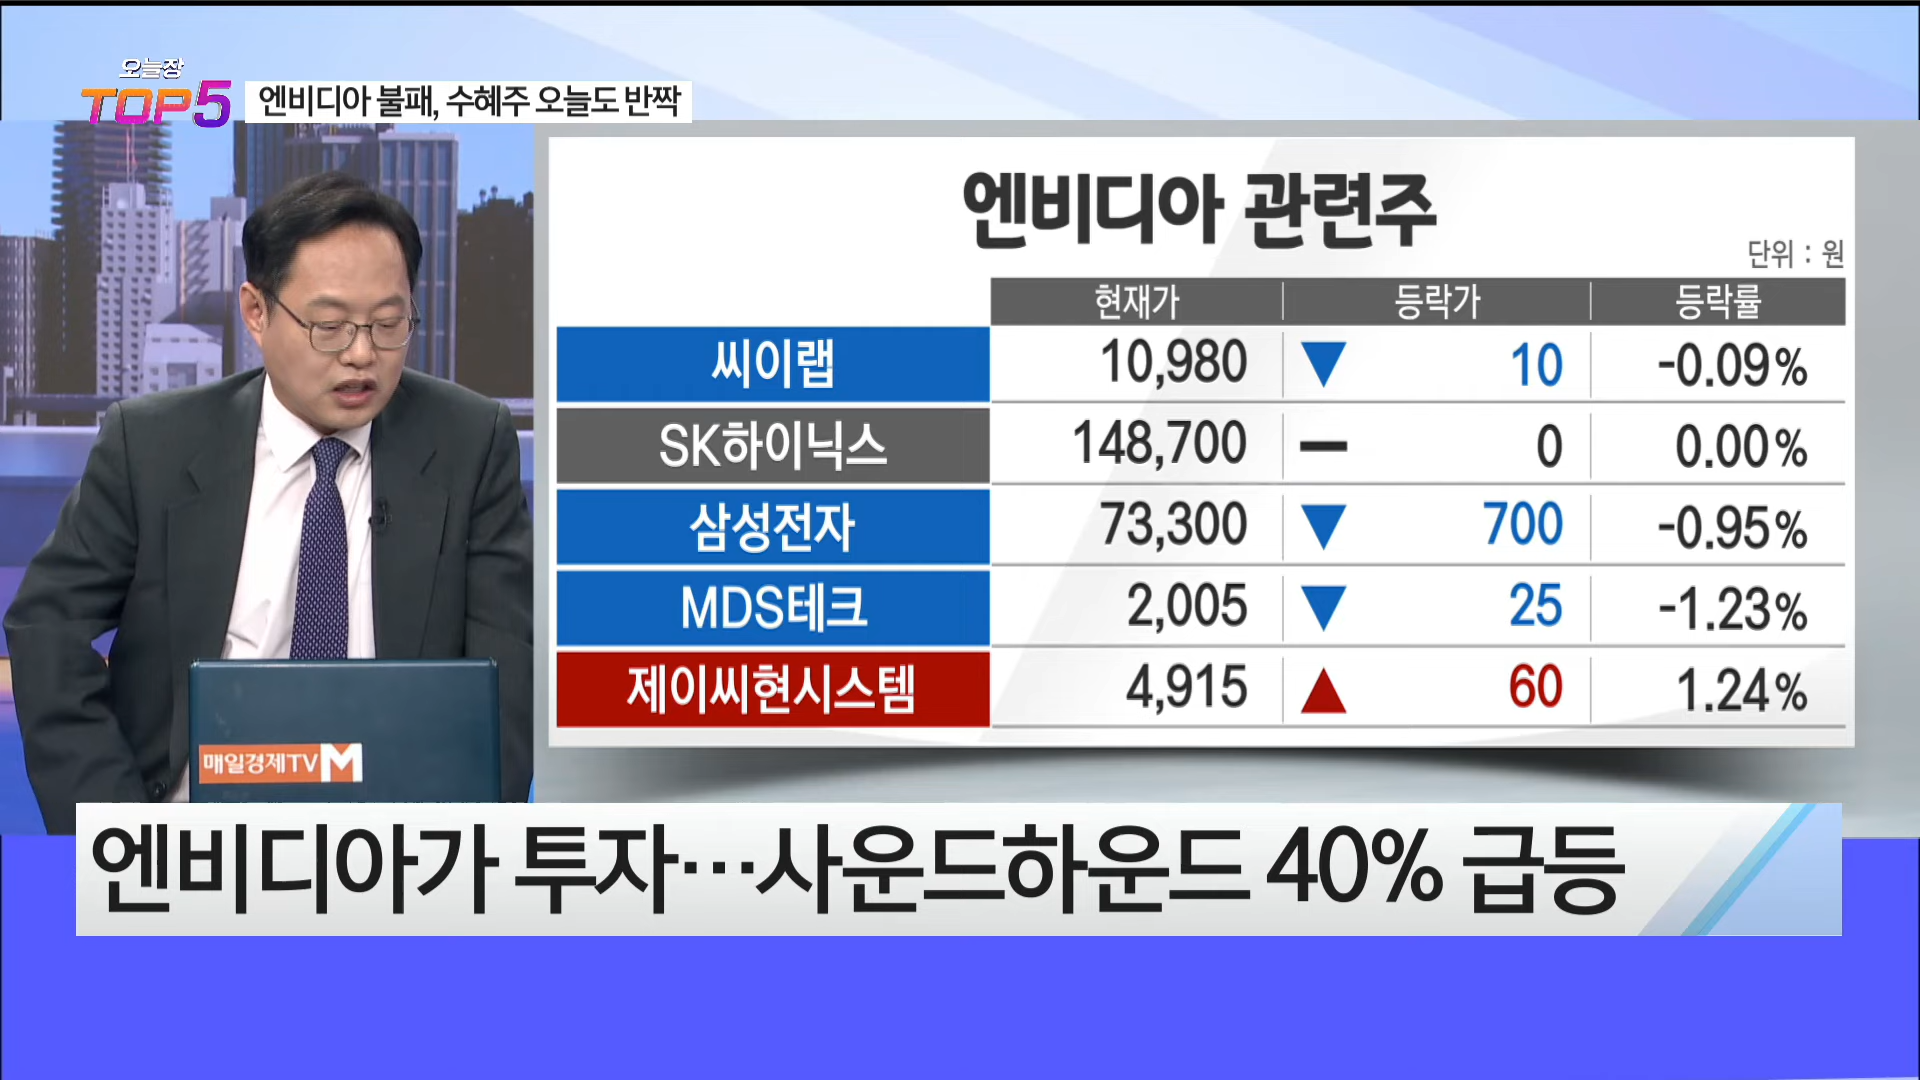 오늘장
TOP5 엔비디아 불패, 수혜주 오늘도 반짝
엔비디아 관련주
단위 : 원
현재가 등락가 등락률
씨이랩 10,980 ▼ 10 -0.09%
SK하이닉스 148,700 — 0 0.00%
삼성전자 73,300 ▼ 700 -0.95%
MDS테크 2,005 ▼ 25 -1.23%
제이씨현시스템 4,915 ▲ 60 1.24%
매일경제TV M
엔비디아가 투자…사운드하운드 40% 급등